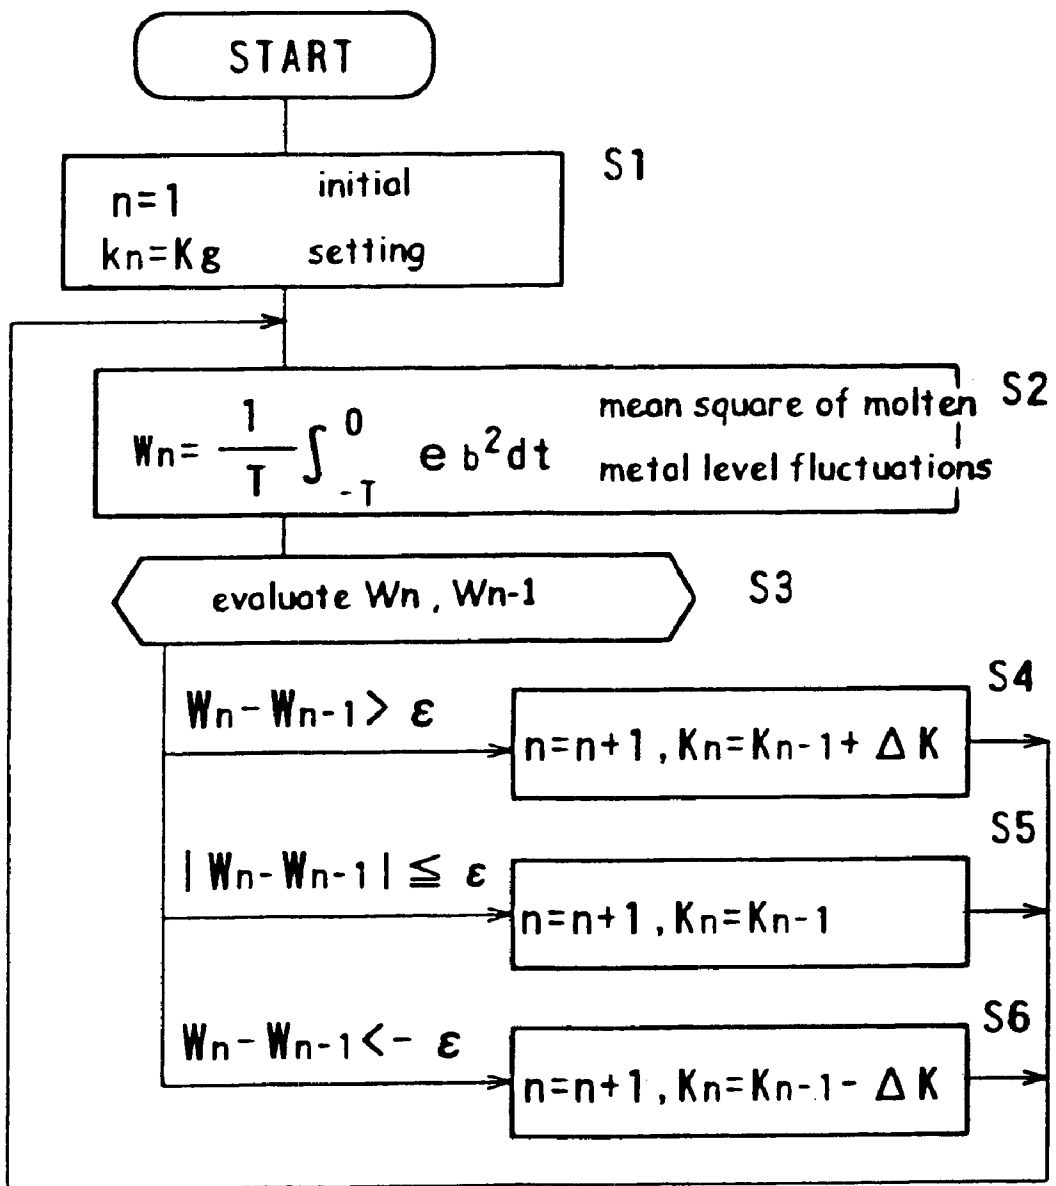 START
S1
n=1 initial
kn=Kg setting
S2
Wn= 1/T ∫ 0 -T e b²dt
mean square of molten
metal level fluctuations
S3
evaluate Wn, Wn-1
S4
Wn-Wn-1> ε
n=n+1, Kn=Kn-1+ ΔK
S5
|Wn-Wn-1| ≦ ε
n=n+1, Kn=Kn-1
S6
Wn-Wn-1<- ε
n=n+1, Kn=Kn-1- ΔK